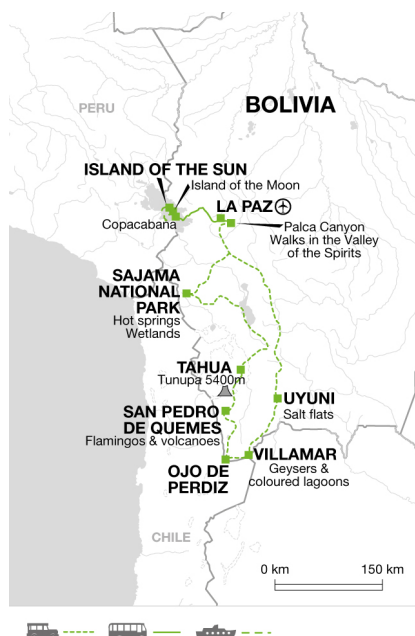 PERU
BOLIVIA
ISLAND OF THE SUN
Island of the Moon
LA PAZ
Copacabana
Palca Canyon
Walks in the Valley
of the Spirits
SAJAMA
NATIONAL
PARK
Hot springs
Wetlands
TAHUA
Tunupa 5400m
UYUNI
Salt flats
SAN PEDRO
DE QUEMES
Flamingos & volcanoes
VILLAMAR
Geysers &
coloured lagoons
OJO DE
PERDIZ
CHILE
0 km 150 km